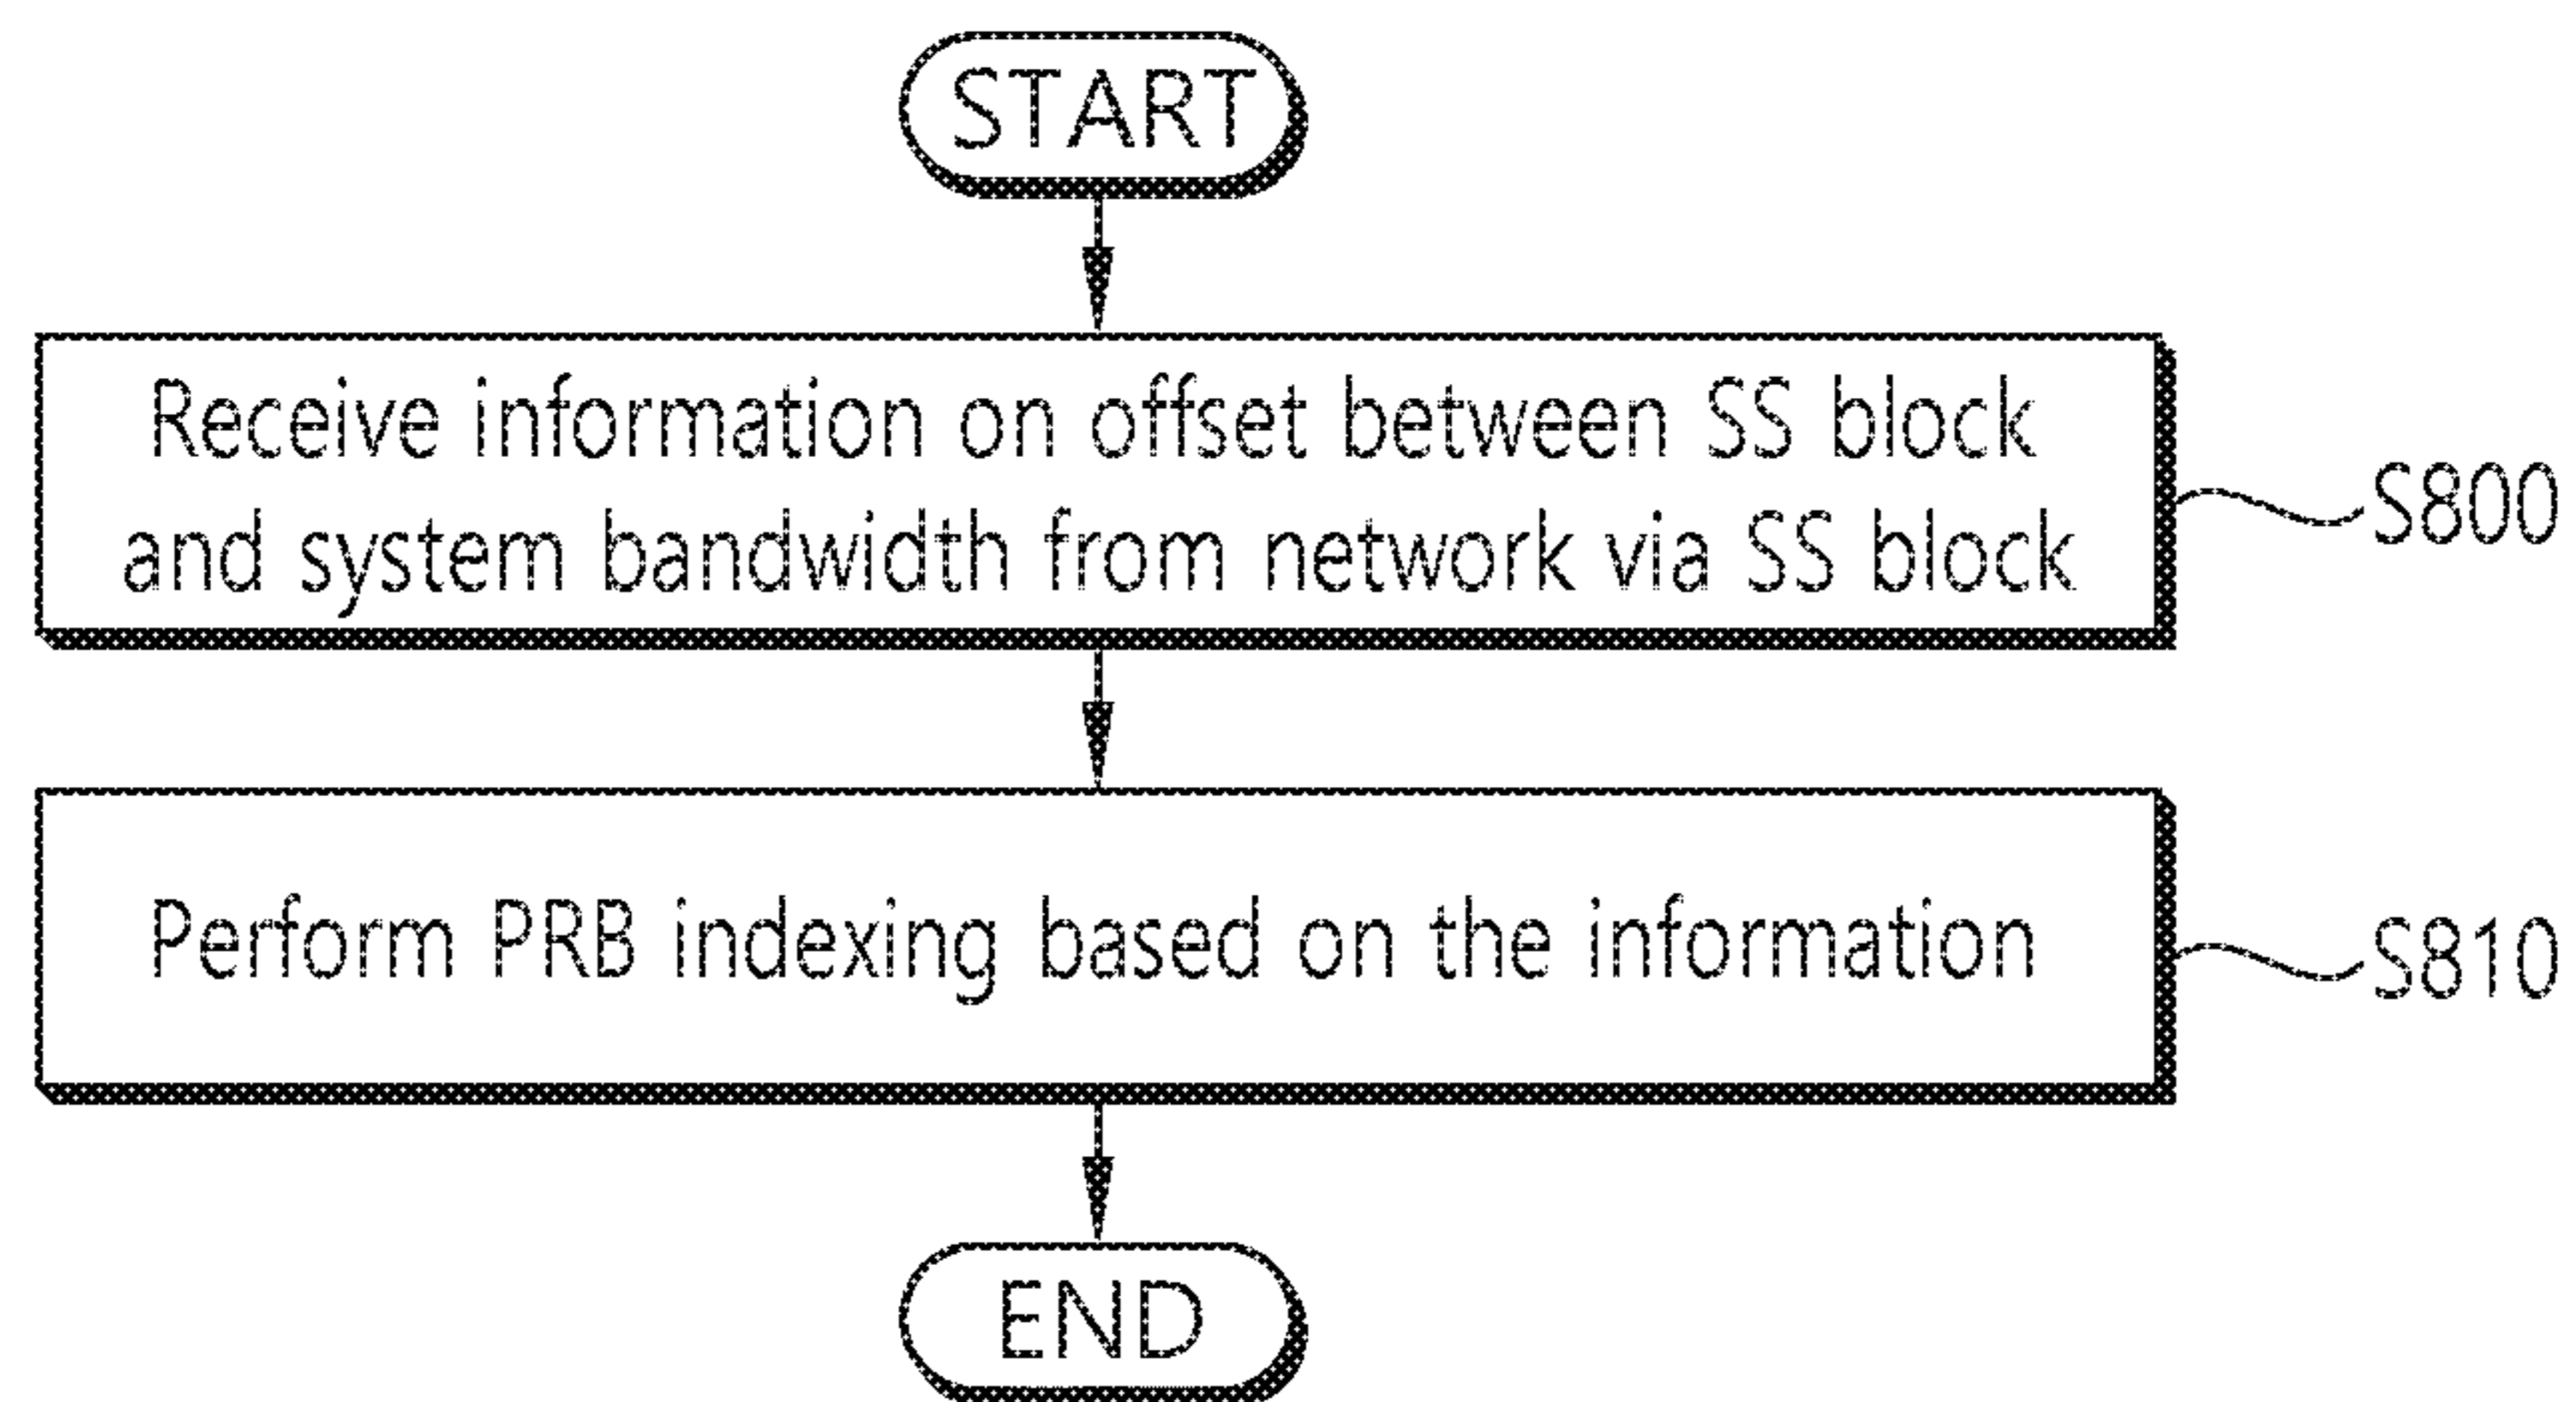 START
Receive information on offset between SS block
and system bandwidth from network via SS block
S800
Perform PRB indexing based on the information
S810
END